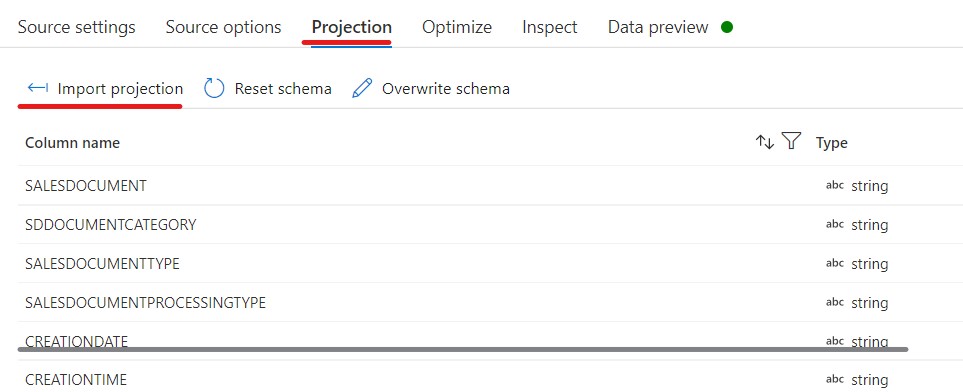 Source settings Source options Projection Optimize Inspect Data preview
Import projection Reset schema Overwrite schema
Column name Type
SALESDOCUMENT abc string
SDDOCUMENTCATEGORY abc string
SALESDOCUMENTTYPE abc string
SALESDOCUMENTPROCESSINGTYPE abc string
CREATIONDATE abc string
CREATIONTIME abc string